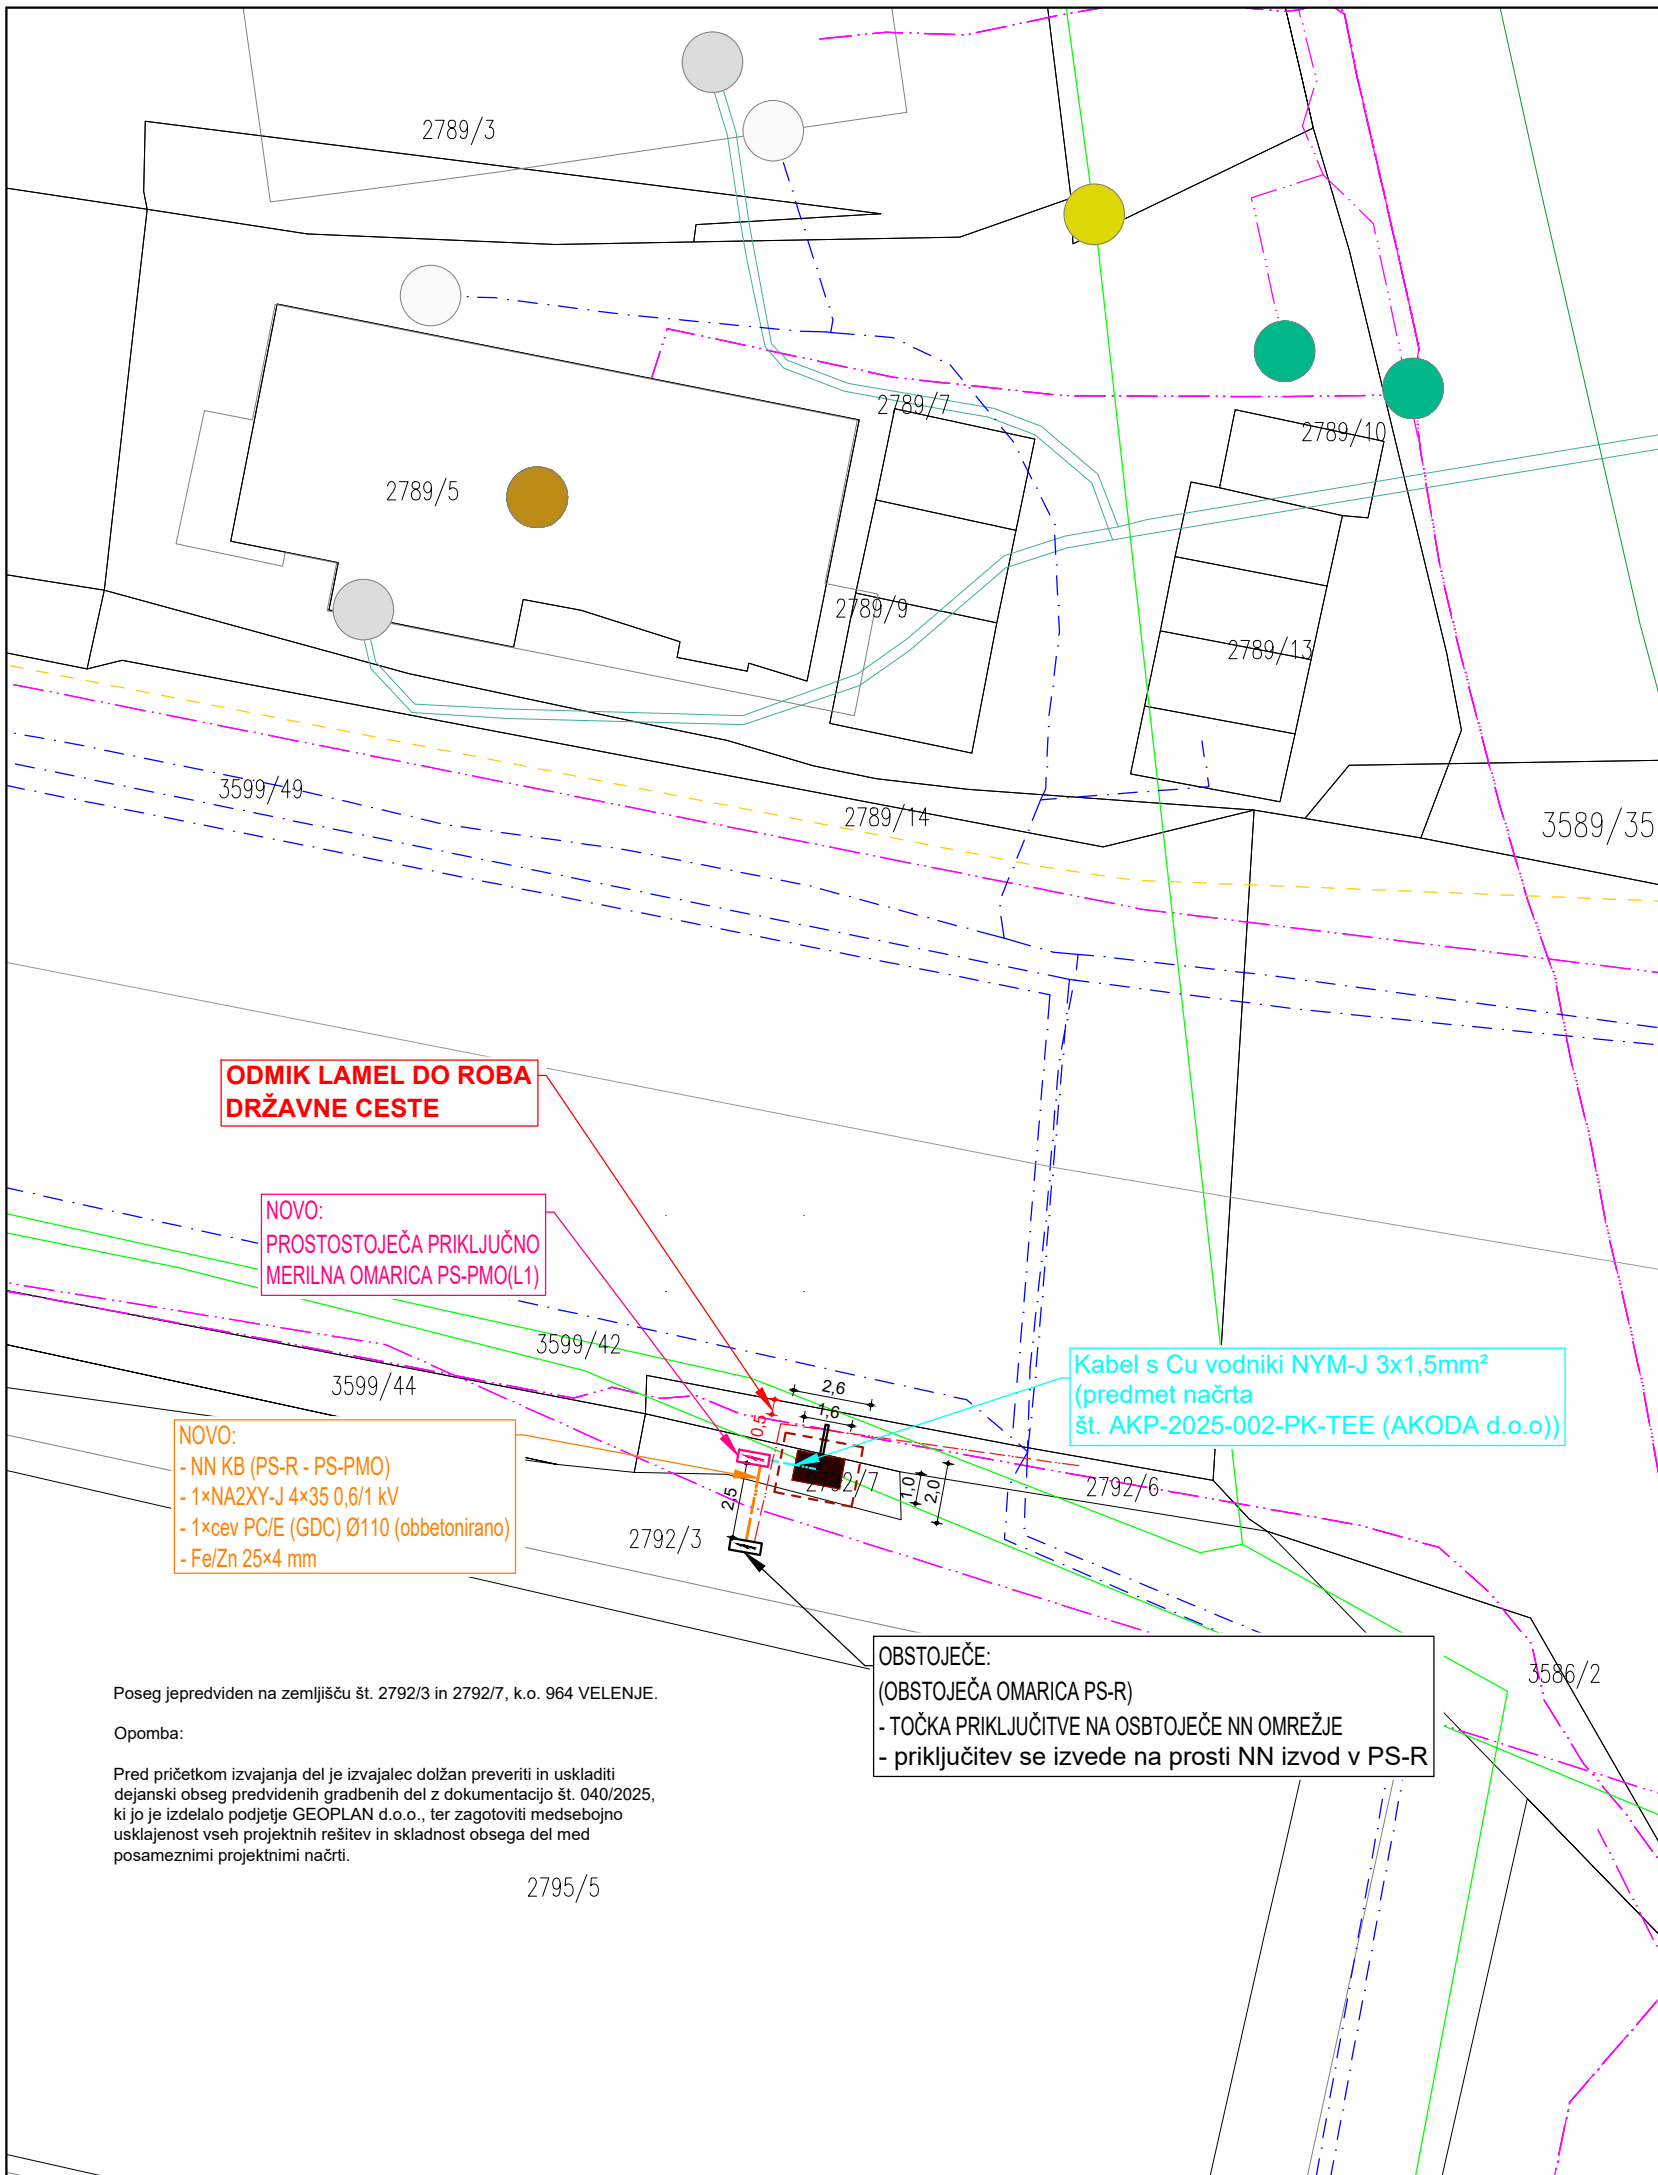 2789/3
2789/7
2789/10
2789/5
2789/9
2789/13
3599/49
2789/14
3589/35
ODMIK LAMEL DO ROBA
DRŽAVNE CESTE
NOVO:
PROSTOSTOJEČA PRIKLJUČNO
MERILNA OMARICA PS-PMO(L1)
3599/42
3599/44
Kabel s Cu vodniki NYM-J 3x1,5mm²
(predmet načrta
št. AKP-2025-002-PK-TEE (AKODA d.o.o))
2,6
1,6
0,5
NOVO:
- NN KB (PS-R - PS-PMO)
- 1×NA2XY-J 4×35 0,6/1 kV
- 1×cev PC/E (GDC) Ø110 (obbetonirano)
- Fe/Zn 25×4 mm
2792/7
2792/6
1,0
2,0
2,5
2792/3
OBSTOJEČE:
(OBSTOJEČA OMARICA PS-R)
- TOČKA PRIKLJUČITVE NA OSBTOJEČE NN OMREŽJE
- priključitev se izvede na prosti NN izvod v PS-R
3586/2
Poseg jepredviden na zemljišču št. 2792/3 in 2792/7, k.o. 964 VELENJE.
Opomba:
Pred pričetkom izvajanja del je izvajalec dolžan preveriti in uskladiti
dejanski obseg predvidenih gradbenih del z dokumentacijo št. 040/2025,
ki jo je izdelalo podjetje GEOPLAN d.o.o., ter zagotoviti medsebojno
usklajenost vseh projektnih rešitev in skladnost obsega del med
posameznimi projektnimi načrti.
2795/5